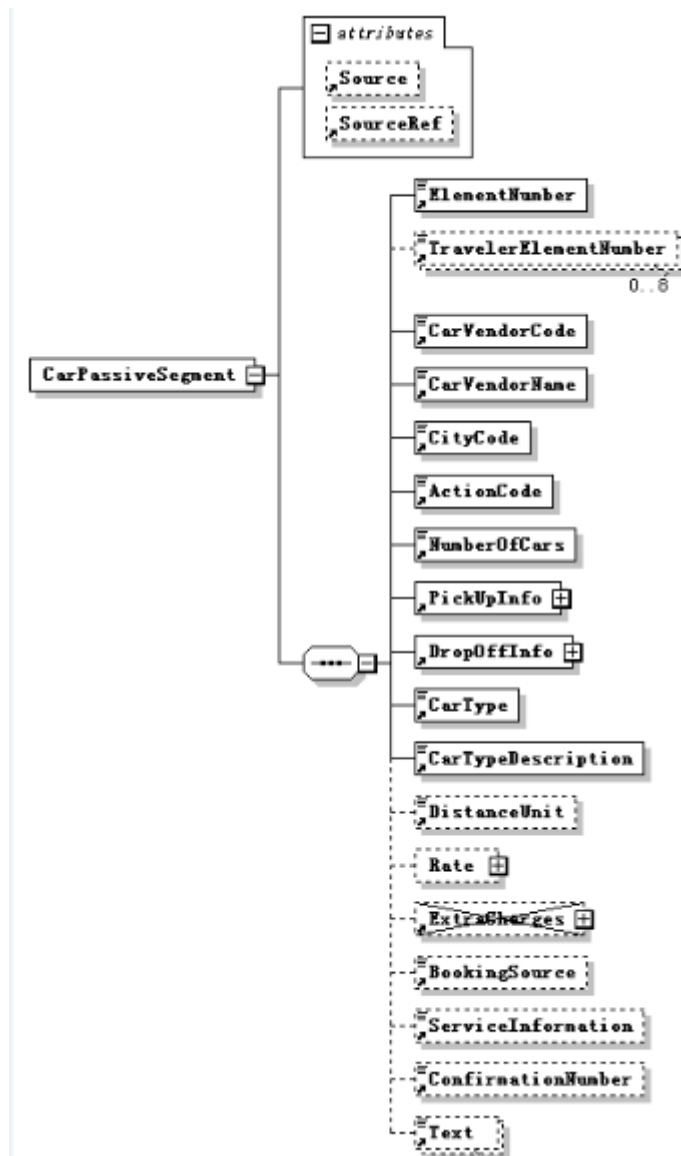 attributes
Source
SourceRef
ElementNumber
TravelerElementNumber
0..8
CarVendorCode
CarPassiveSegment
CarVendorName
CityCode
ActionCode
NumberOfCars
PickUpInfo
DropOffInfo
CarType
CarTypeDescription
DistanceUnit
Rate
ExtraCharges
BookingSource
ServiceInformation
ConfirmationNumber
Text